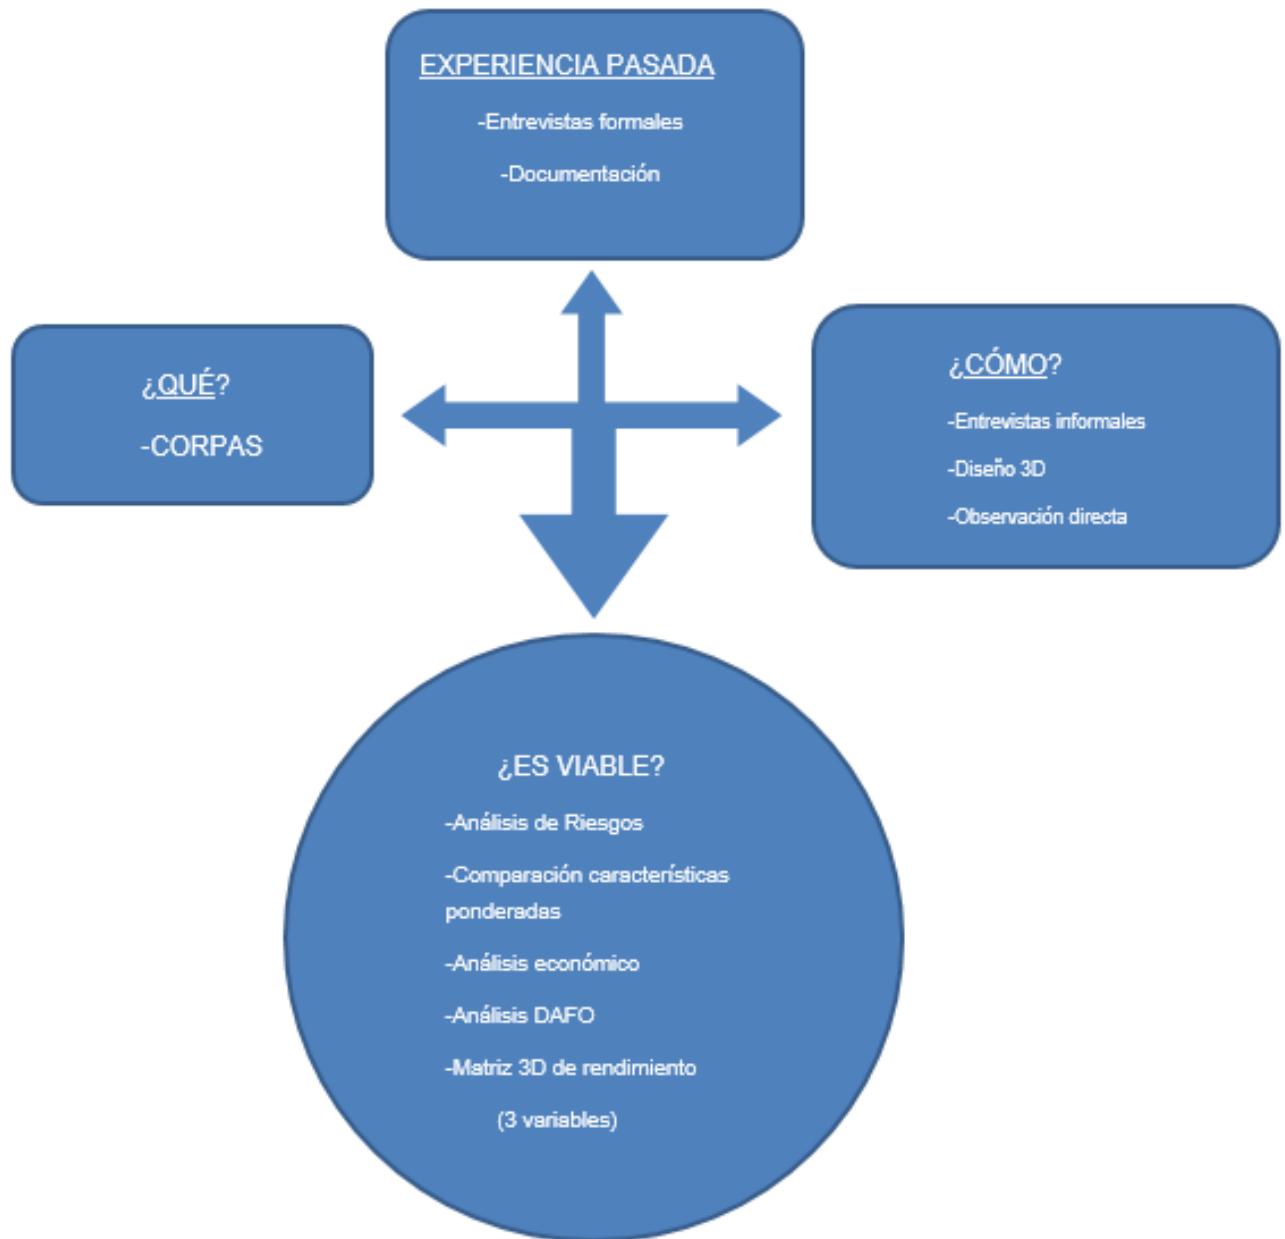 EXPERIENCIA PASADA
-Entrevistas formales
-Documentación
¿QUÉ?
-CORPAS
¿CÓMO?
-Entrevistas informales
-Diseño 3D
-Observación directa
¿ES VIABLE?
-Análisis de Riesgos
-Comparación características
ponderadas
-Análisis económico
-Análisis DAFO
-Matriz 3D de rendimiento
(3 variables)